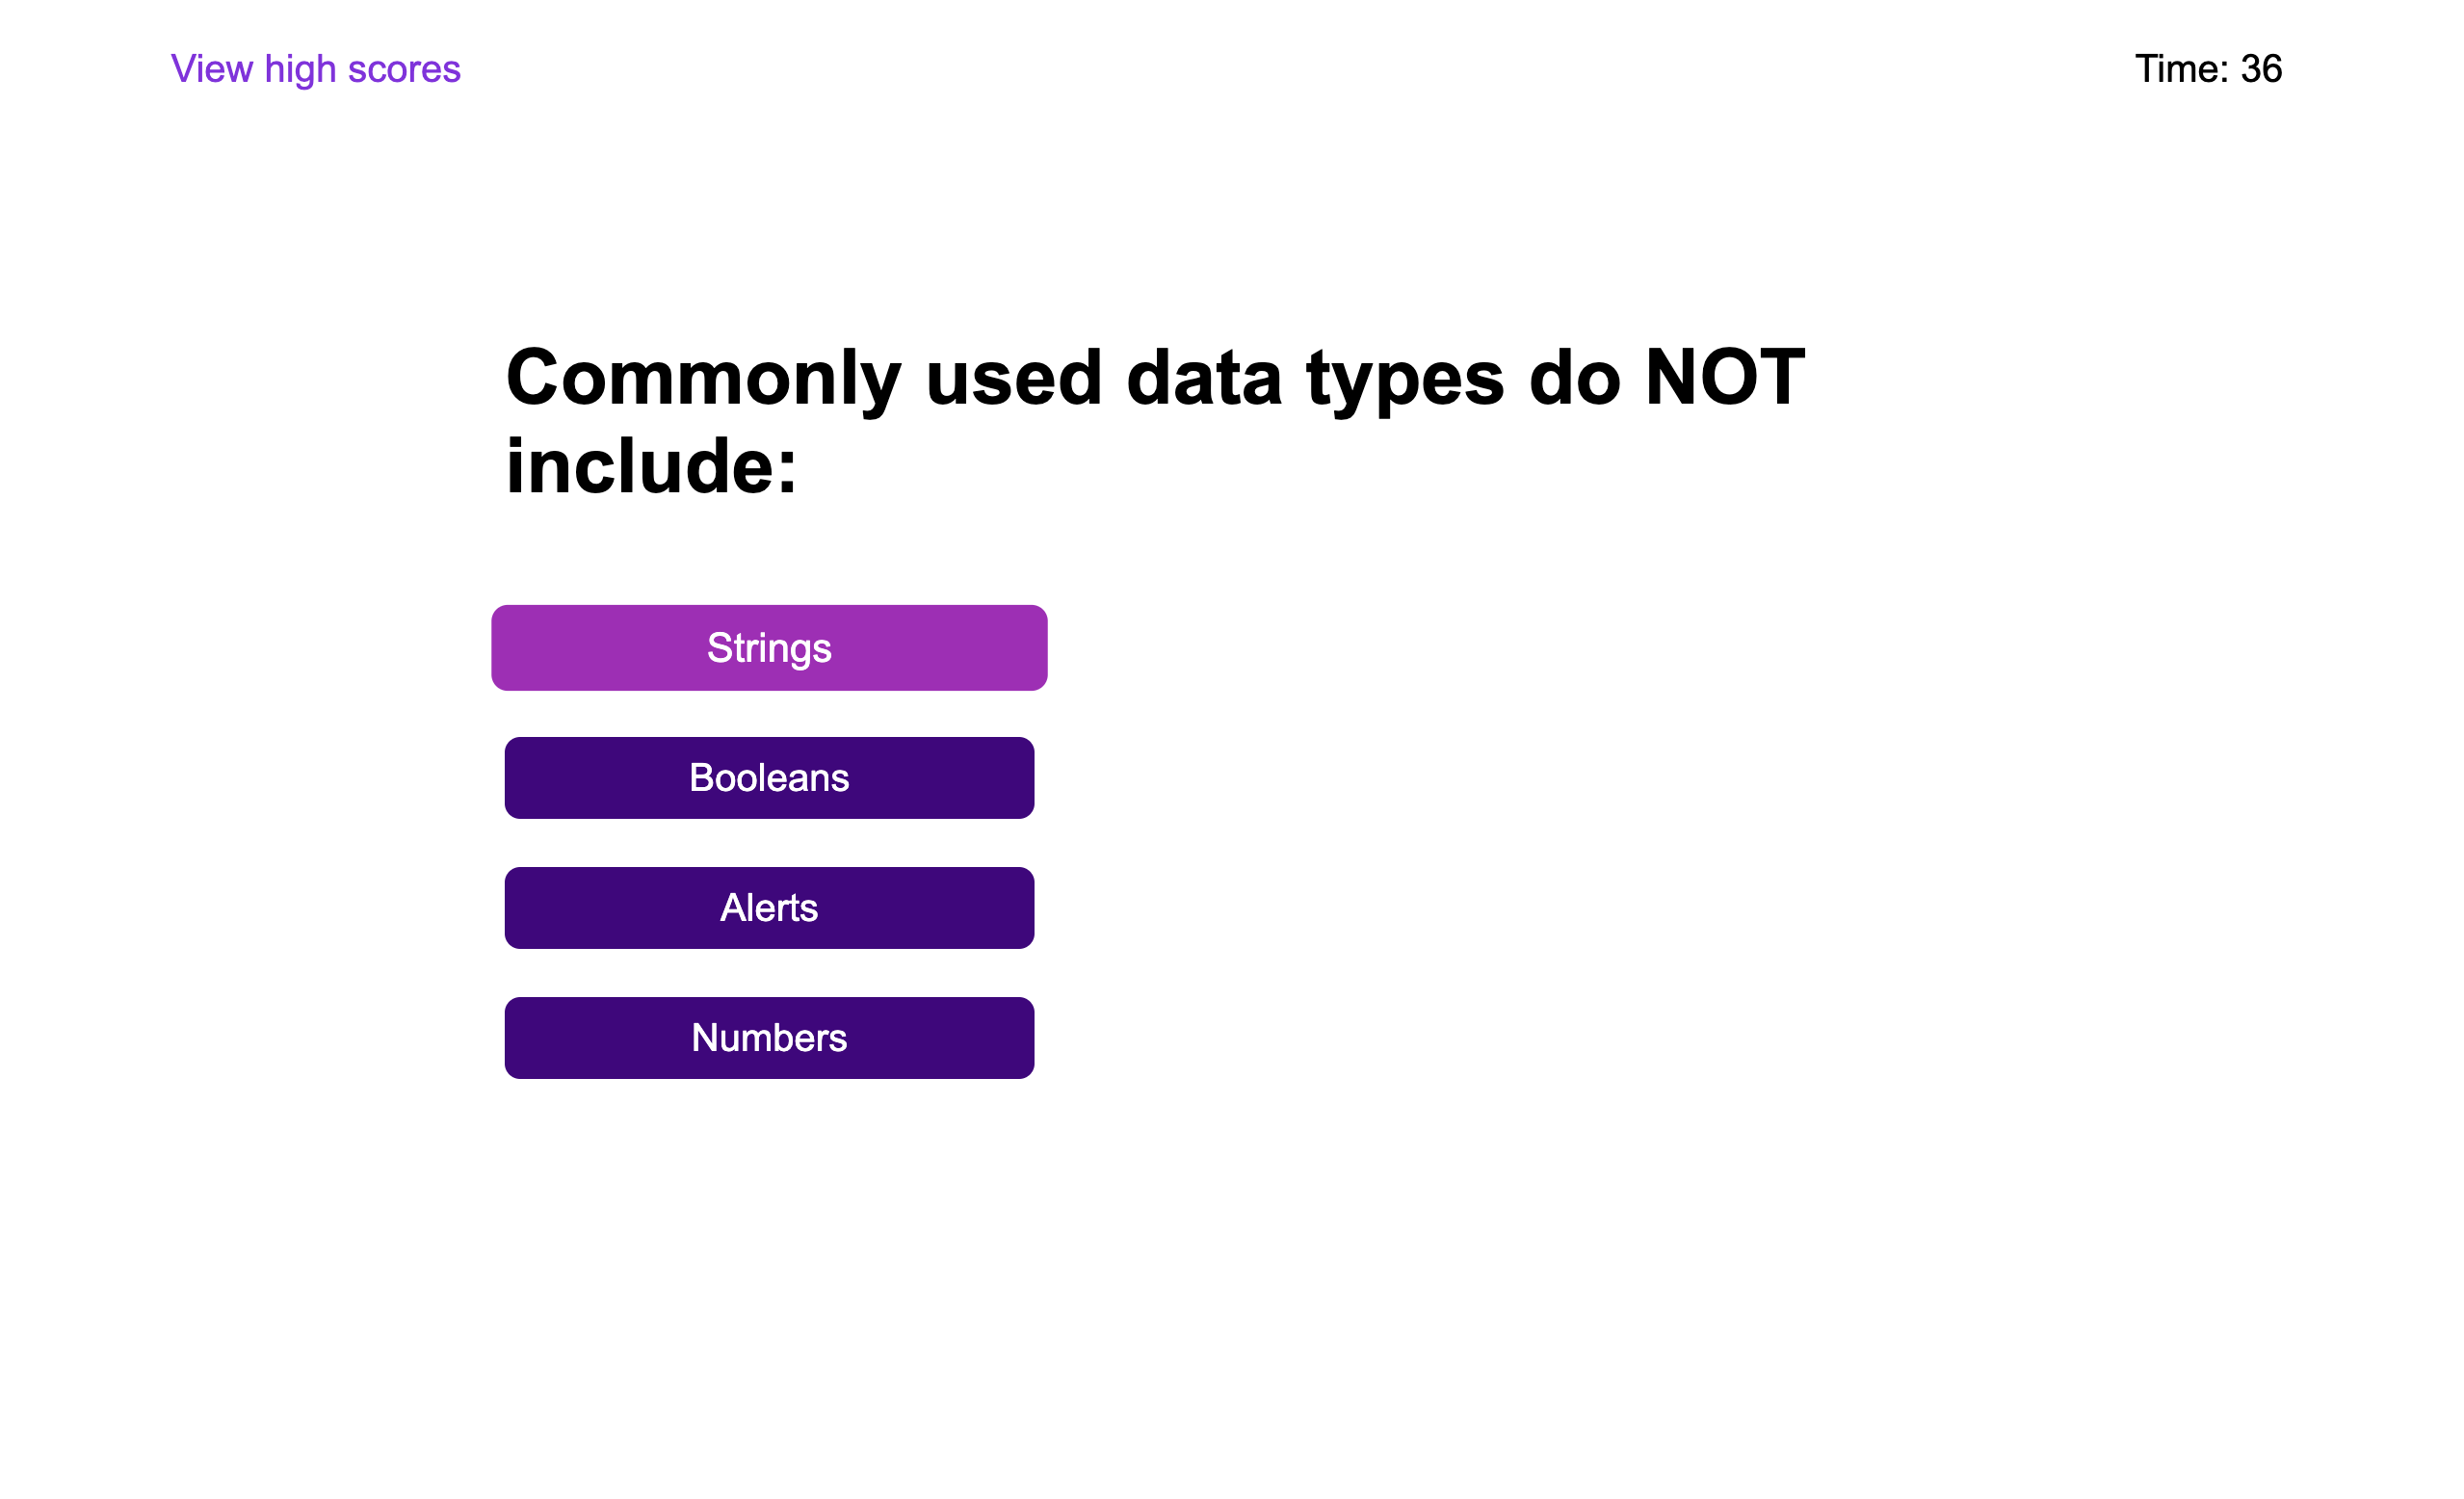 View high scores
Time: 36
Commonly used data types do NOT
include:
Strings
Booleans
Alerts
Numbers